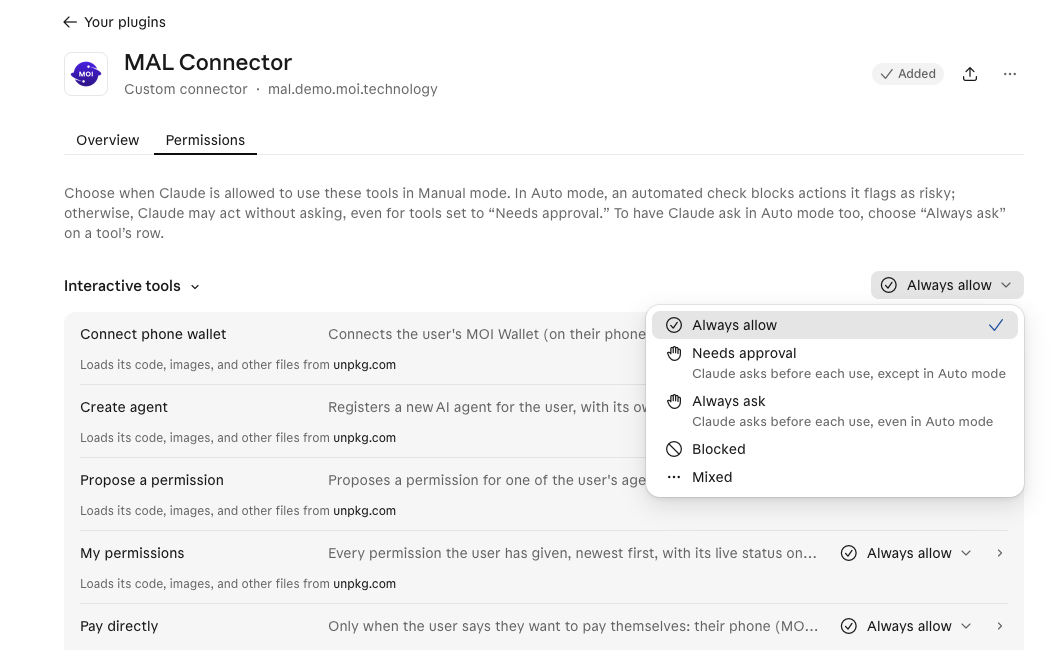 Your plugins
MOI
MAL Connector
Custom connector · mal.demo.moi.technology
Added
Overview
Permissions
Choose when Claude is allowed to use these tools in Manual mode. In Auto mode, an automated check blocks actions it flags as risky;
otherwise, Claude may act without asking, even for tools set to “Needs approval.” To have Claude ask in Auto mode too, choose “Always ask”
on a tool’s row.
Interactive tools
Always allow
Always allow
Needs approval
Claude asks before each use, except in Auto mode
Always ask
Claude asks before each use, even in Auto mode
Blocked
Mixed
Connect phone wallet
Connects the user's MOI Wallet (on their phone
Loads its code, images, and other files from unpkg.com
Create agent
Registers a new AI agent for the user, with its
Loads its code, images, and other files from unpkg.com
Propose a permission
Proposes a permission for one of the user's
Loads its code, images, and other files from unpkg.com
My permissions
Every permission the user has given, newest first, with its live status on...
Always allow
Loads its code, images, and other files from unpkg.com
Pay directly
Only when the user says they want to pay themselves: their phone (MO...
Always allow